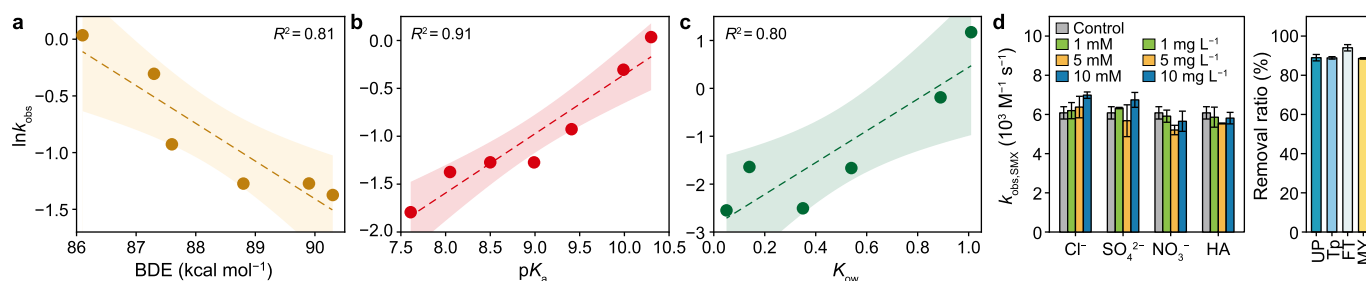 a
R² = 0.81
ln k_obs
0.0
−0.5
−1.0
−1.5
86
87
88
89
90
BDE (kcal mol⁻¹)
b
R² = 0.91
0.0
−0.5
−1.0
−1.5
−2.0
7.5
8.0
8.5
9.0
9.5
10.0
10.5
pK_a
c
R² = 0.80
2
0
−1
−2
−3
0.0
0.2
0.4
0.6
0.8
1.0
K_ow
d
k_obs,SMX (10³ M⁻¹ s⁻¹)
10
8
6
4
2
0
Control
1 mM
5 mM
10 mM
1 mg L⁻¹
5 mg L⁻¹
10 mg L⁻¹
Cl⁻
SO₄²⁻
NO₃⁻
HA
Removal ratio (%)
100
80
60
40
20
0
UP
Tp